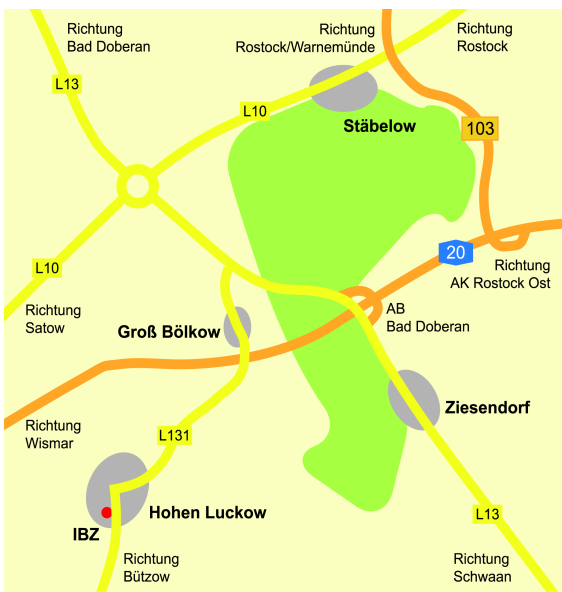 Richtung
Bad Doberan
Richtung
Rostock/Warnemünde
Richtung
Rostock
L13
L10
Stäbelow
103
L10
20
Richtung
AK Rostock Ost
Richtung
Satow
Groß Bölkow
AB
Bad Doberan
Richtung
Wismar
Ziesendorf
L131
Hohen Luckow
IBZ
L13
Richtung
Bützow
Richtung
Schwaan